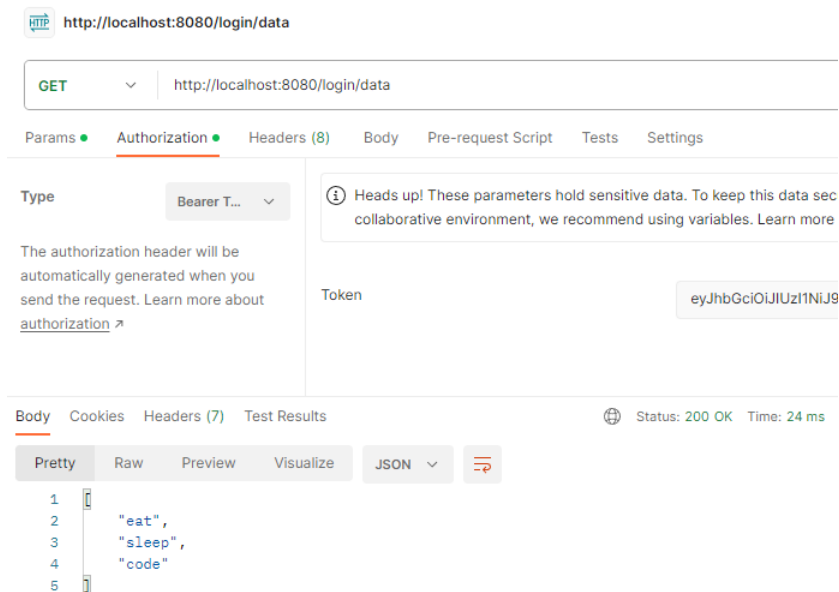 HTTP http://localhost:8080/login/data
GET http://localhost:8080/login/data
Params Authorization Headers (8) Body Pre-request Script Tests Settings
Type Bearer T...
The authorization header will be
automatically generated when you
send the request. Learn more about
authorization ↗
Heads up! These parameters hold sensitive data. To keep this data sec
collaborative environment, we recommend using variables. Learn more
Token eyJhbGciOiJIUzI1NiJ9
Body Cookies Headers (7) Test Results Status: 200 OK Time: 24 ms
Pretty Raw Preview Visualize JSON
1 [
2 "eat",
3 "sleep",
4 "code"
5 ]